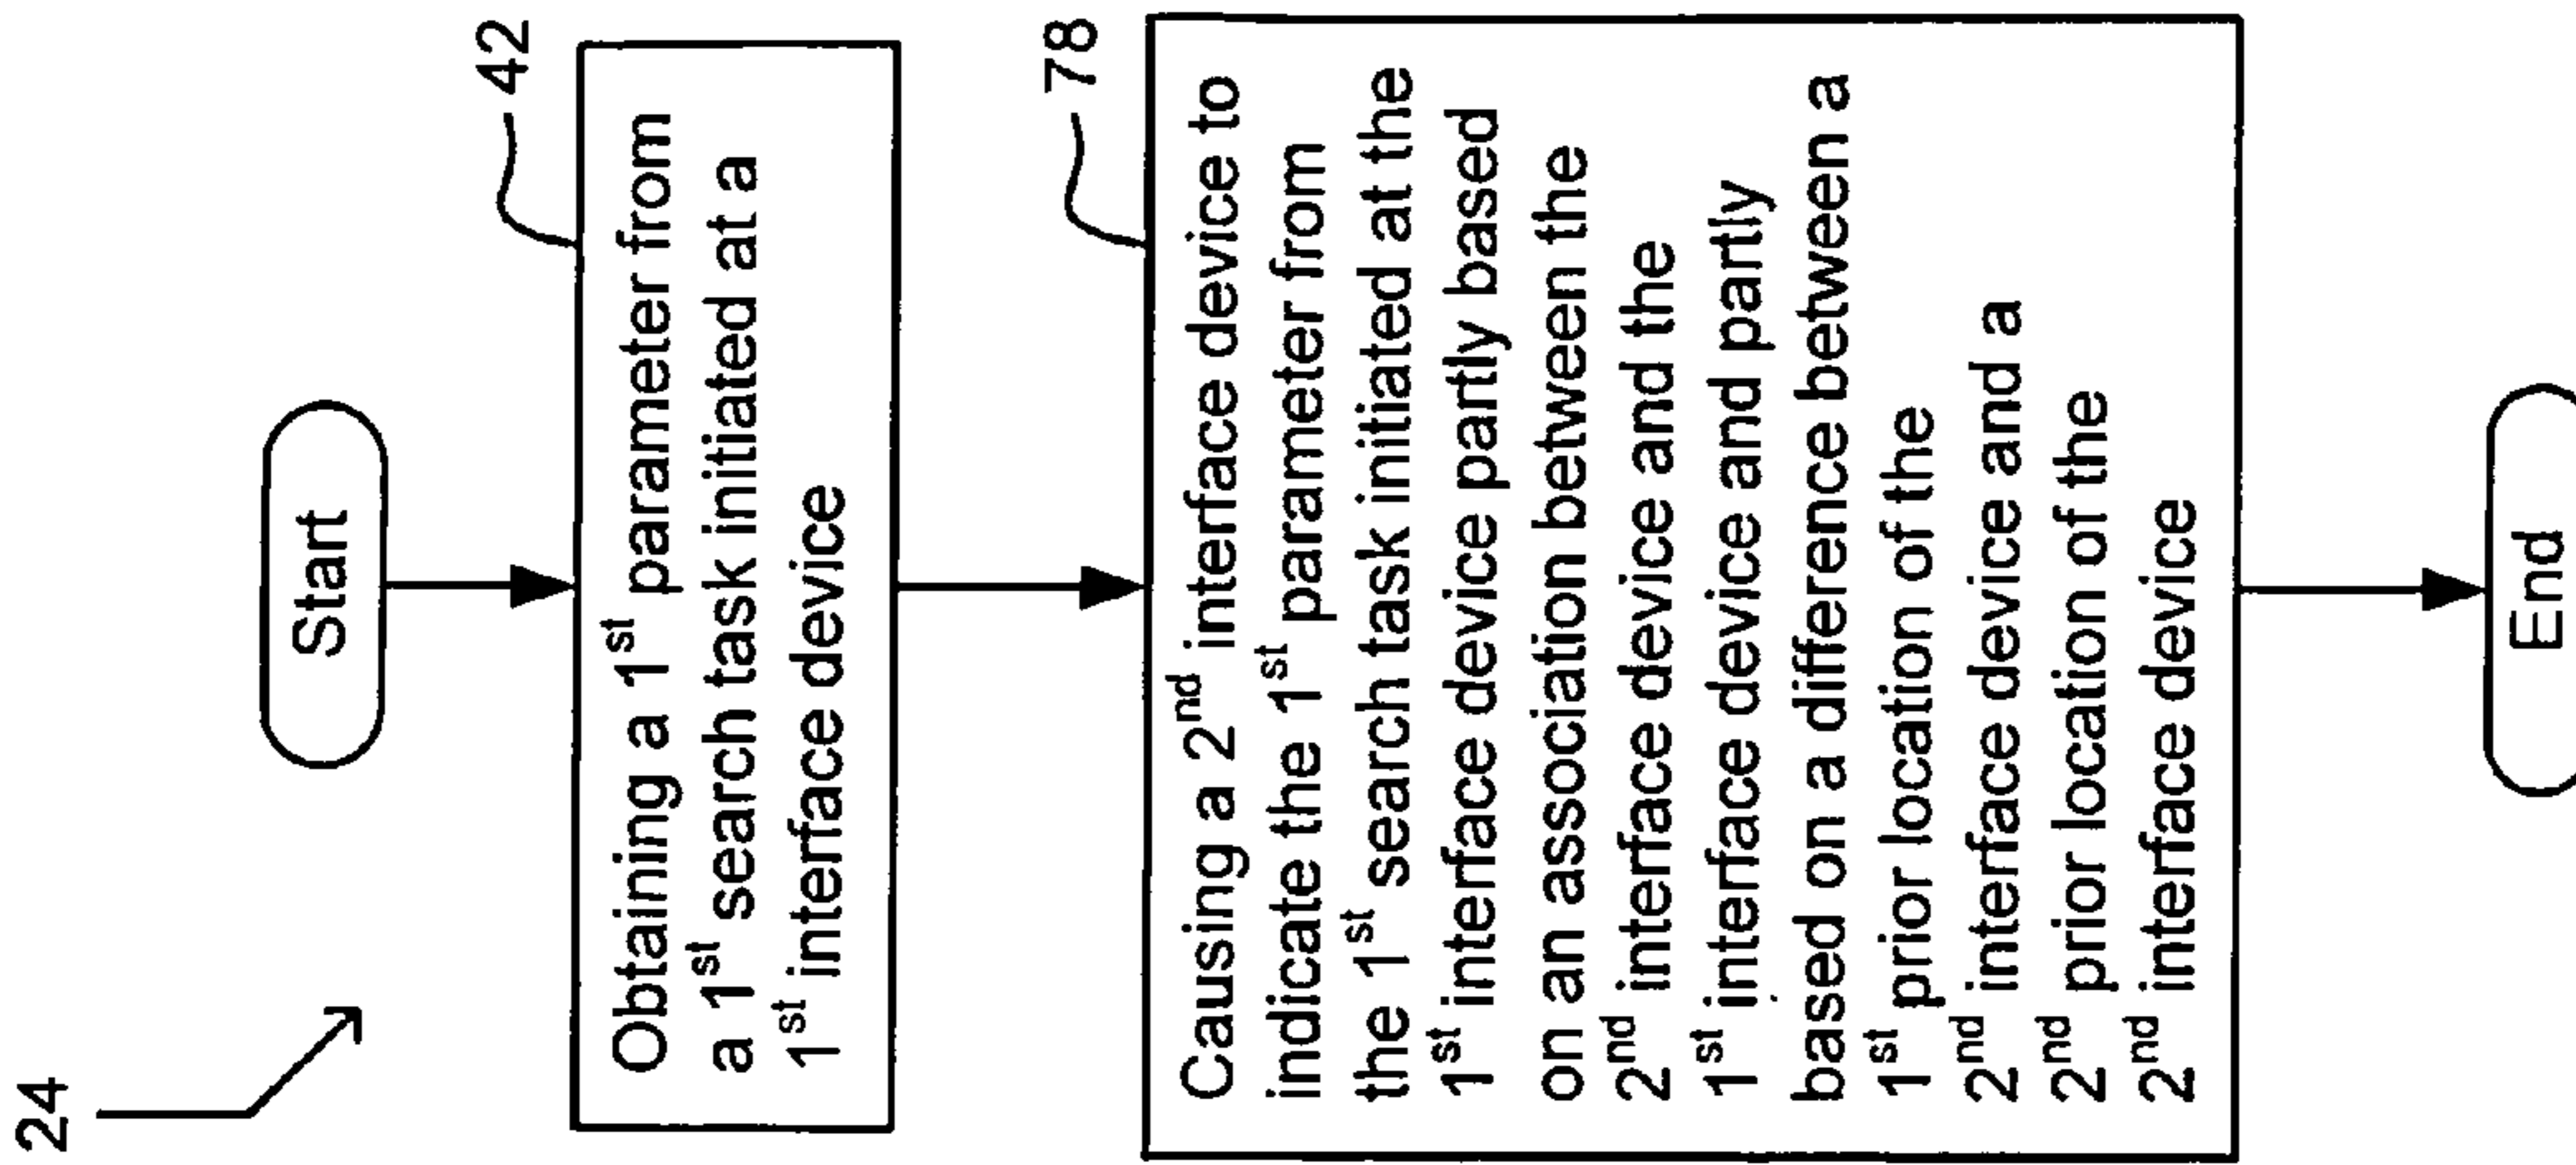 24
Start
42
Obtaining a 1st parameter from
a 1st search task initiated at a
1st interface device
78
Causing a 2nd interface device to
indicate the 1st parameter from
the 1st search task initiated at the
1st interface device partly based
on an association between the
2nd interface device and the
1st interface device and partly
based on a difference between a
1st prior location of the
2nd interface device and a
2nd prior location of the
2nd interface device
End